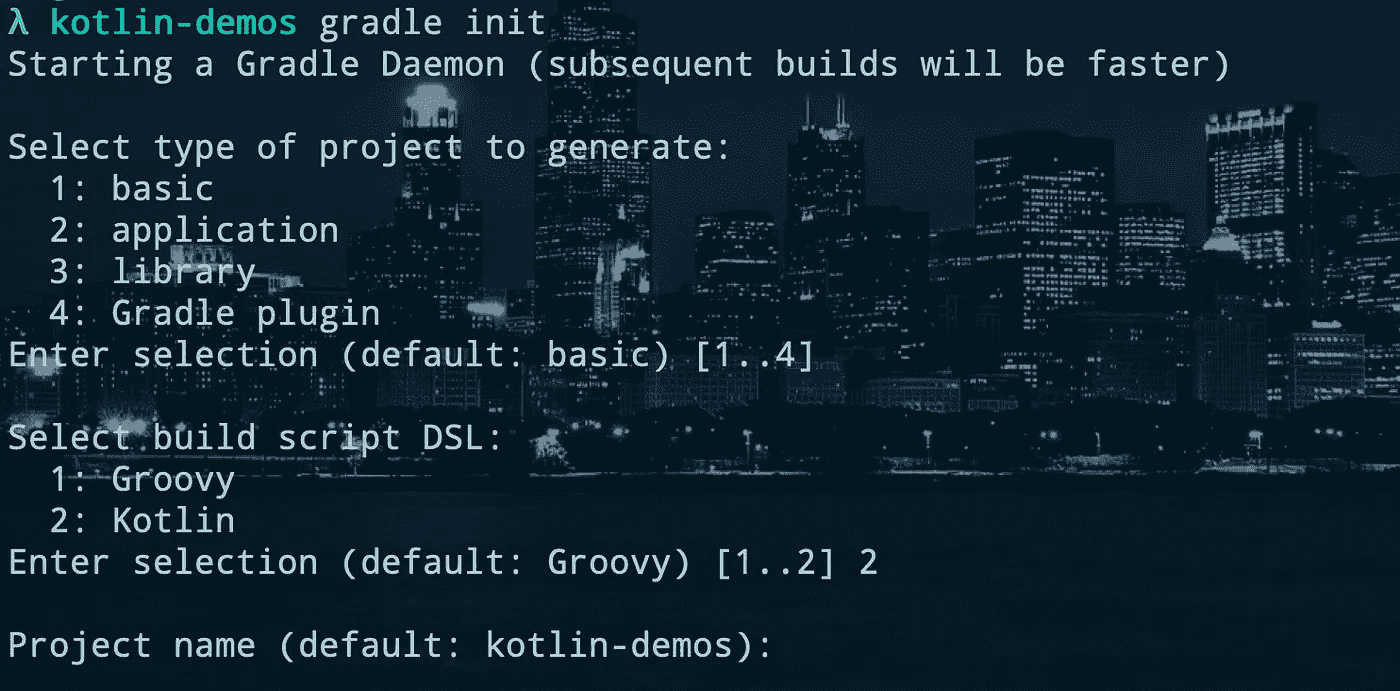 λ kotlin-demos gradle init
Starting a Gradle Daemon (subsequent builds will be faster)
Select type of project to generate:
1: basic
2: application
3: library
4: Gradle plugin
Enter selection (default: basic) [1..4]
Select build script DSL:
1: Groovy
2: Kotlin
Enter selection (default: Groovy) [1..2] 2
Project name (default: kotlin-demos):